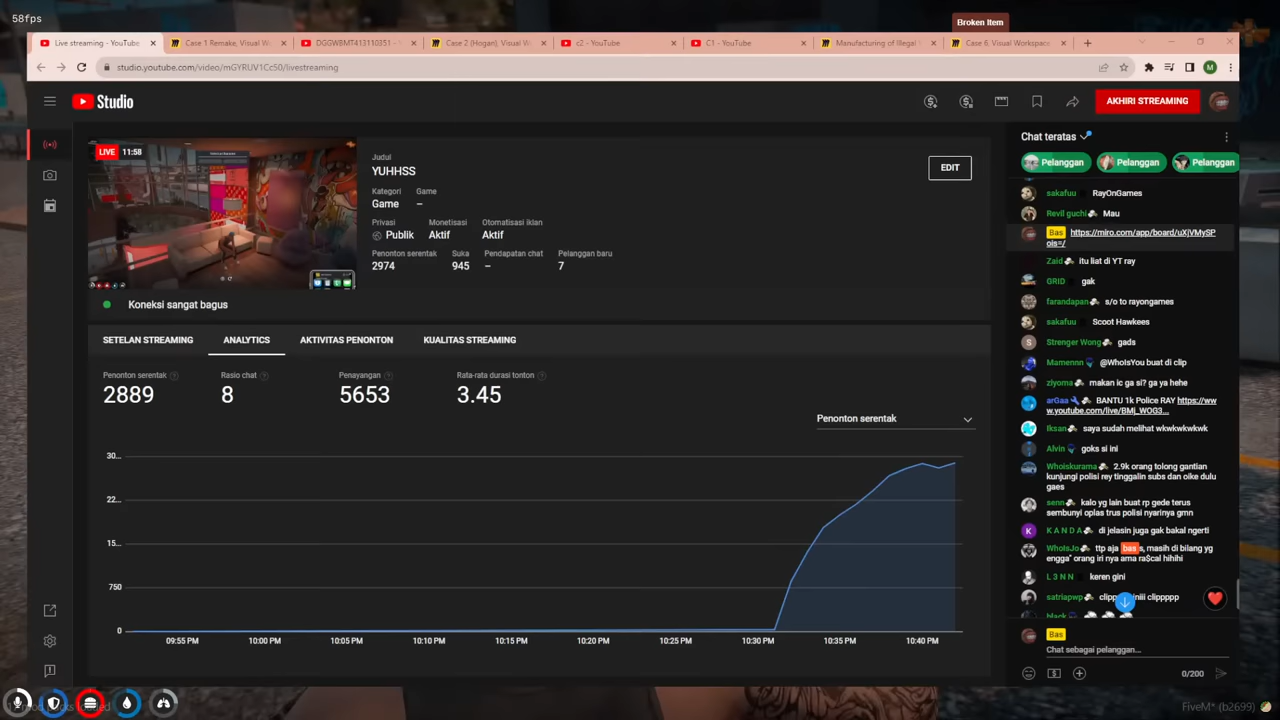 58fps
Broken Item
Live streaming - YouTube
Case 1 Remake, Visual Wo
DGGWBMT413110351 - YouTube
Case 2 (Hogan), Visual W
c2 - YouTube
C1 - YouTube
Manufacturing of Illegal
Case 6, Visual Workspace
studio.youtube.com/video/mGYRUV1Cc50/livestreaming
M
Studio
AKHIRI STREAMING
LIVE 11:58
Judul
YUHHSS
EDIT
Kategori Game
Game –
Privasi Monetisasi Otomatisasi iklan
Publik Aktif Aktif
Penonton serentak Suka Pendapatan chat Pelanggan baru
2974 945 – 7
Koneksi sangat bagus
SETELAN STREAMING ANALYTICS AKTIVITAS PENONTON KUALITAS STREAMING
Penonton serentak Rasio chat Penayangan Rata-rata durasi tonton
2889 8 5653 3.45
Penonton serentak
30...
22...
15...
750
0
09:55 PM 10:00 PM 10:05 PM 10:10 PM 10:15 PM 10:20 PM 10:25 PM 10:30 PM 10:35 PM 10:40 PM
Chat teratas
Pelanggan Pelanggan Pelanggan
sakafuu RayOnGames
Revil guchi Mau
Bas https://miro.com/app/board/uXjVMySP
ois=/
Zaid itu liat di YT ray
GRID gak
farandapan s/o to rayongames
sakafuu Scoot Hawkees
Strenger Wong gads
Mamennn @WhoIsYou buat di clip
ziyoma makan ic ga si? ga ya hehe
arGaa BANTU 1k Police RAY https://ww
w.youtube.com/live/BMj_WOG3...
Iksan saya sudah melihat wkwkwkwkwk
Alvin goks si ini
Whoiskurama 2.9k orang tolong gantian
kunjungi polisi rey tinggalin subs dan oike dulu
gaes
senn kalo yg lain buat rp gede terus
sembunyi oplas trus polisi nyarinya gmn
K A N D A di jelasin juga gak bakal ngerti
WhoIsJo ttp aja bas s, masih di bilang yg
engga" orang iri nya ama ra$cal hihihi
L 3 N N keren gini
satriapwp
clippppp
black
Bas
Chat sebagai pelanggan...
0/200
FiveM* (b2699)